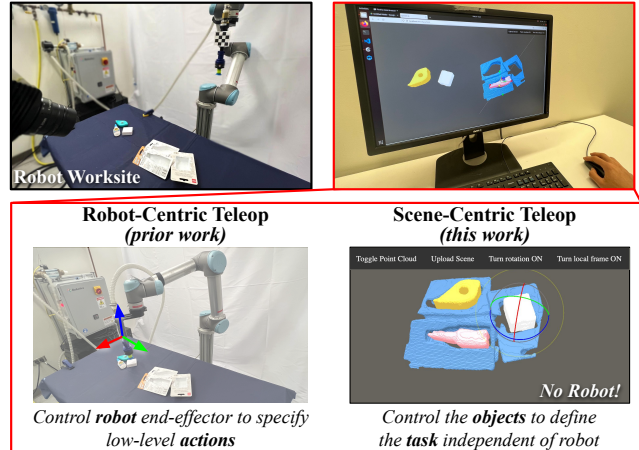 Robot Worksite
Robot-Centric Teleop
(prior work)
Scene-Centric Teleop
(this work)
Toggle Point Cloud Upload Scene Turn rotation ON Turn local frame ON
No Robot!
Control robot end-effector to specify
low-level actions
Control the objects to define
the task independent of robot